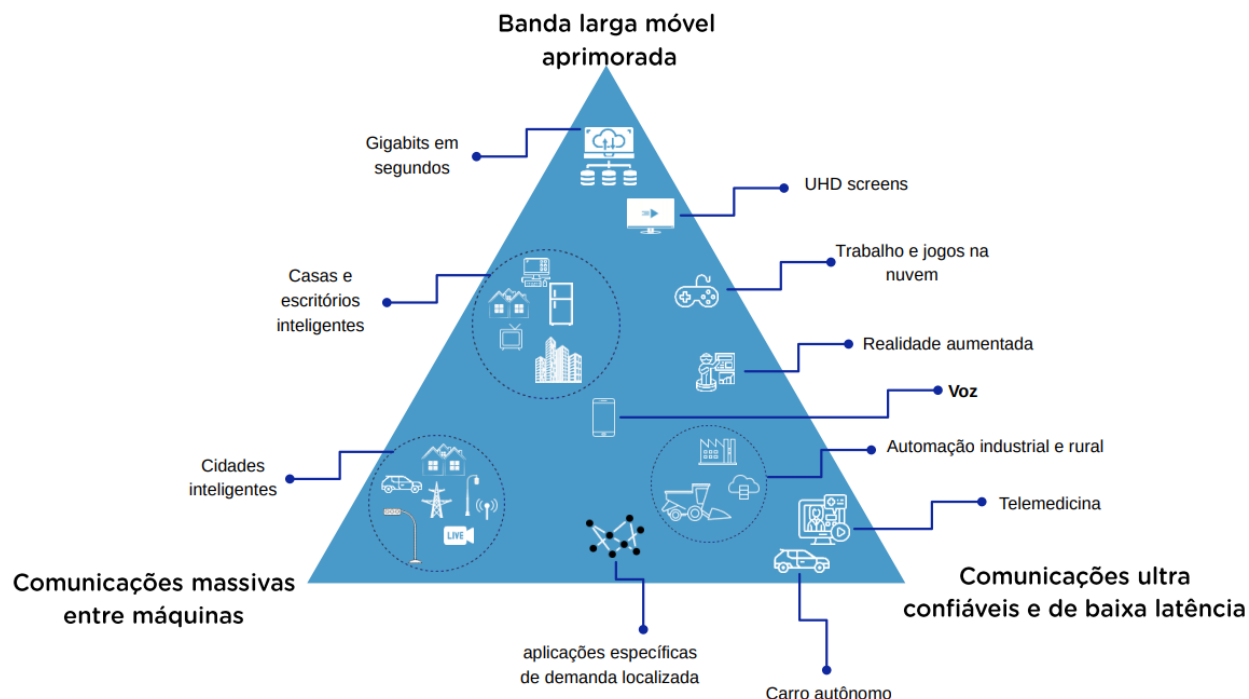 Banda larga móvel
aprimorada
Gigabits em
segundos
UHD screens
Trabalho e jogos na
nuvem
Casas e
escritórios
inteligentes
Realidade aumentada
Voz
Automação industrial e rural
Cidades
inteligentes
Telemedicina
LIVE
Comunicações massivas
entre máquinas
Comunicações ultra
confiáveis e de baixa latência
aplicações específicas
de demanda localizada
Carro autônomo